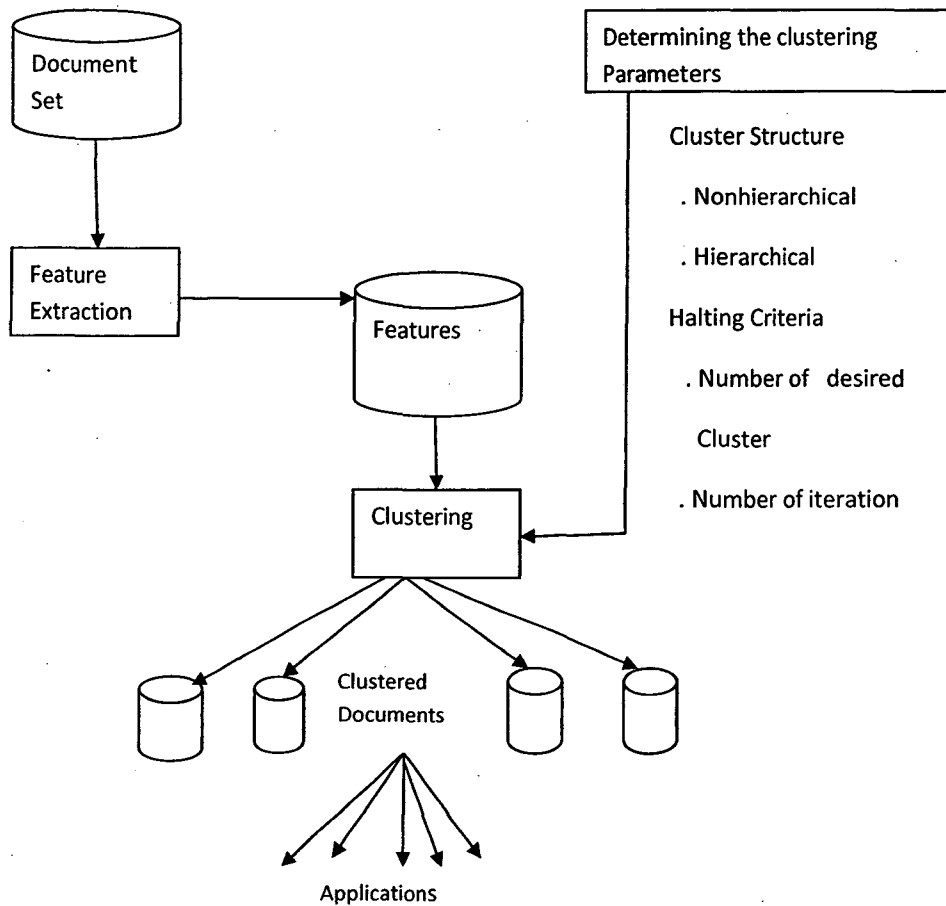 Document
Set
Determining the clustering
Parameters
Cluster Structure
. Nonhierarchical
. Hierarchical
Halting Criteria
. Number of desired
Cluster
. Number of iteration
Feature
Extraction
Features
Clustering
Clustered
Documents
Applications